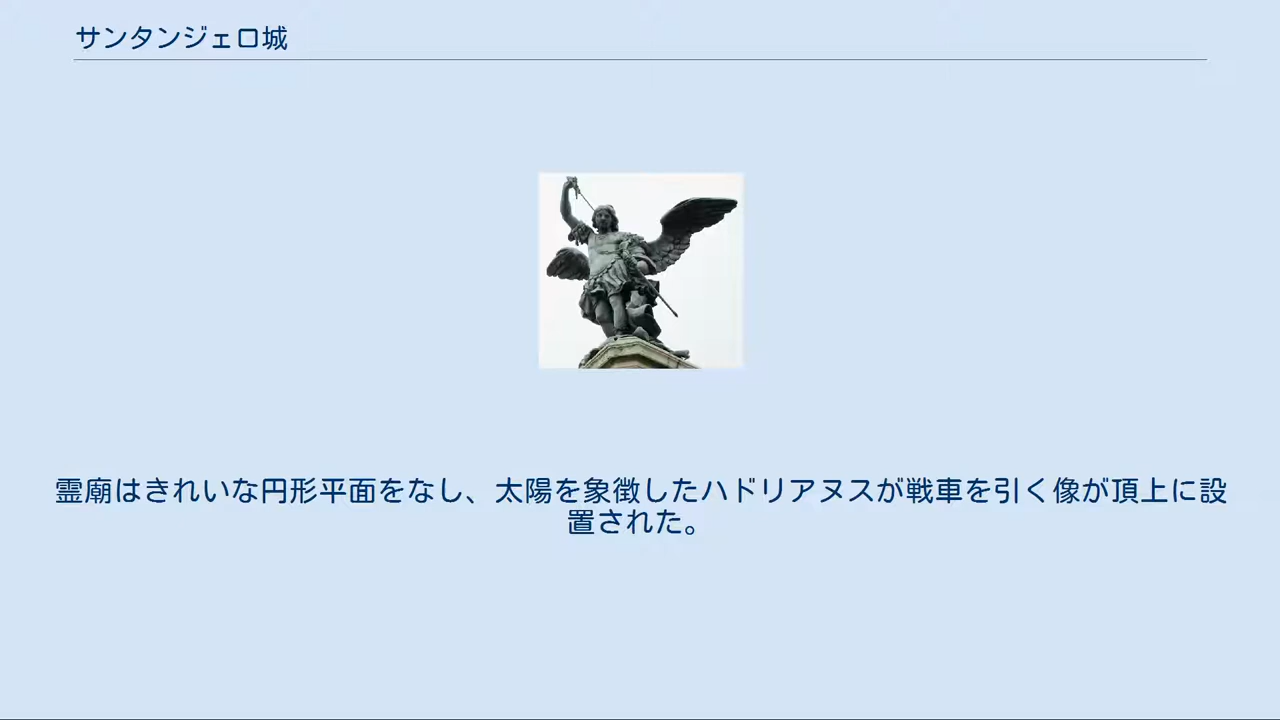 サンタンジェロ城
霊廟はきれいな円形平面をなし、太陽を象徴したハドリアヌスが戦車を引く像が頂上に設
置された。